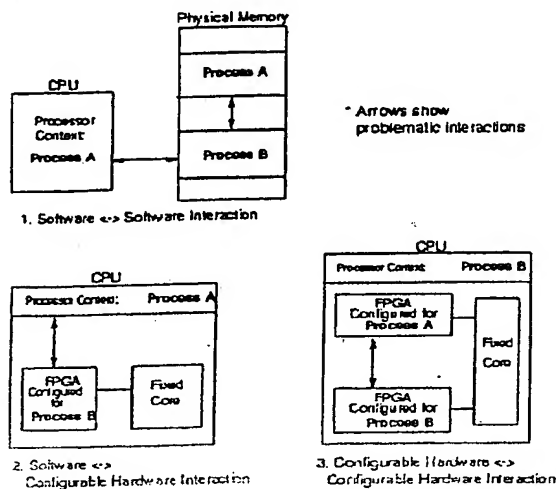 Physical Memory
Process A
CPU
Processor
Context:
Process A
Process B
* Arrows show
problematic interactions
1. Software <-> Software Interaction
CPU
Processor Context: Process A
FPGA
Configured
for
Process B
Fixed
Core
2. Software <->
Configurable Hardware Interaction
CPU
Processor Context: Process B
FPGA
Configured for
Process A
Fixed
Core
FPGA
Configured for
Process B
3. Configurable Hardware <->
Configurable Hardware Interaction